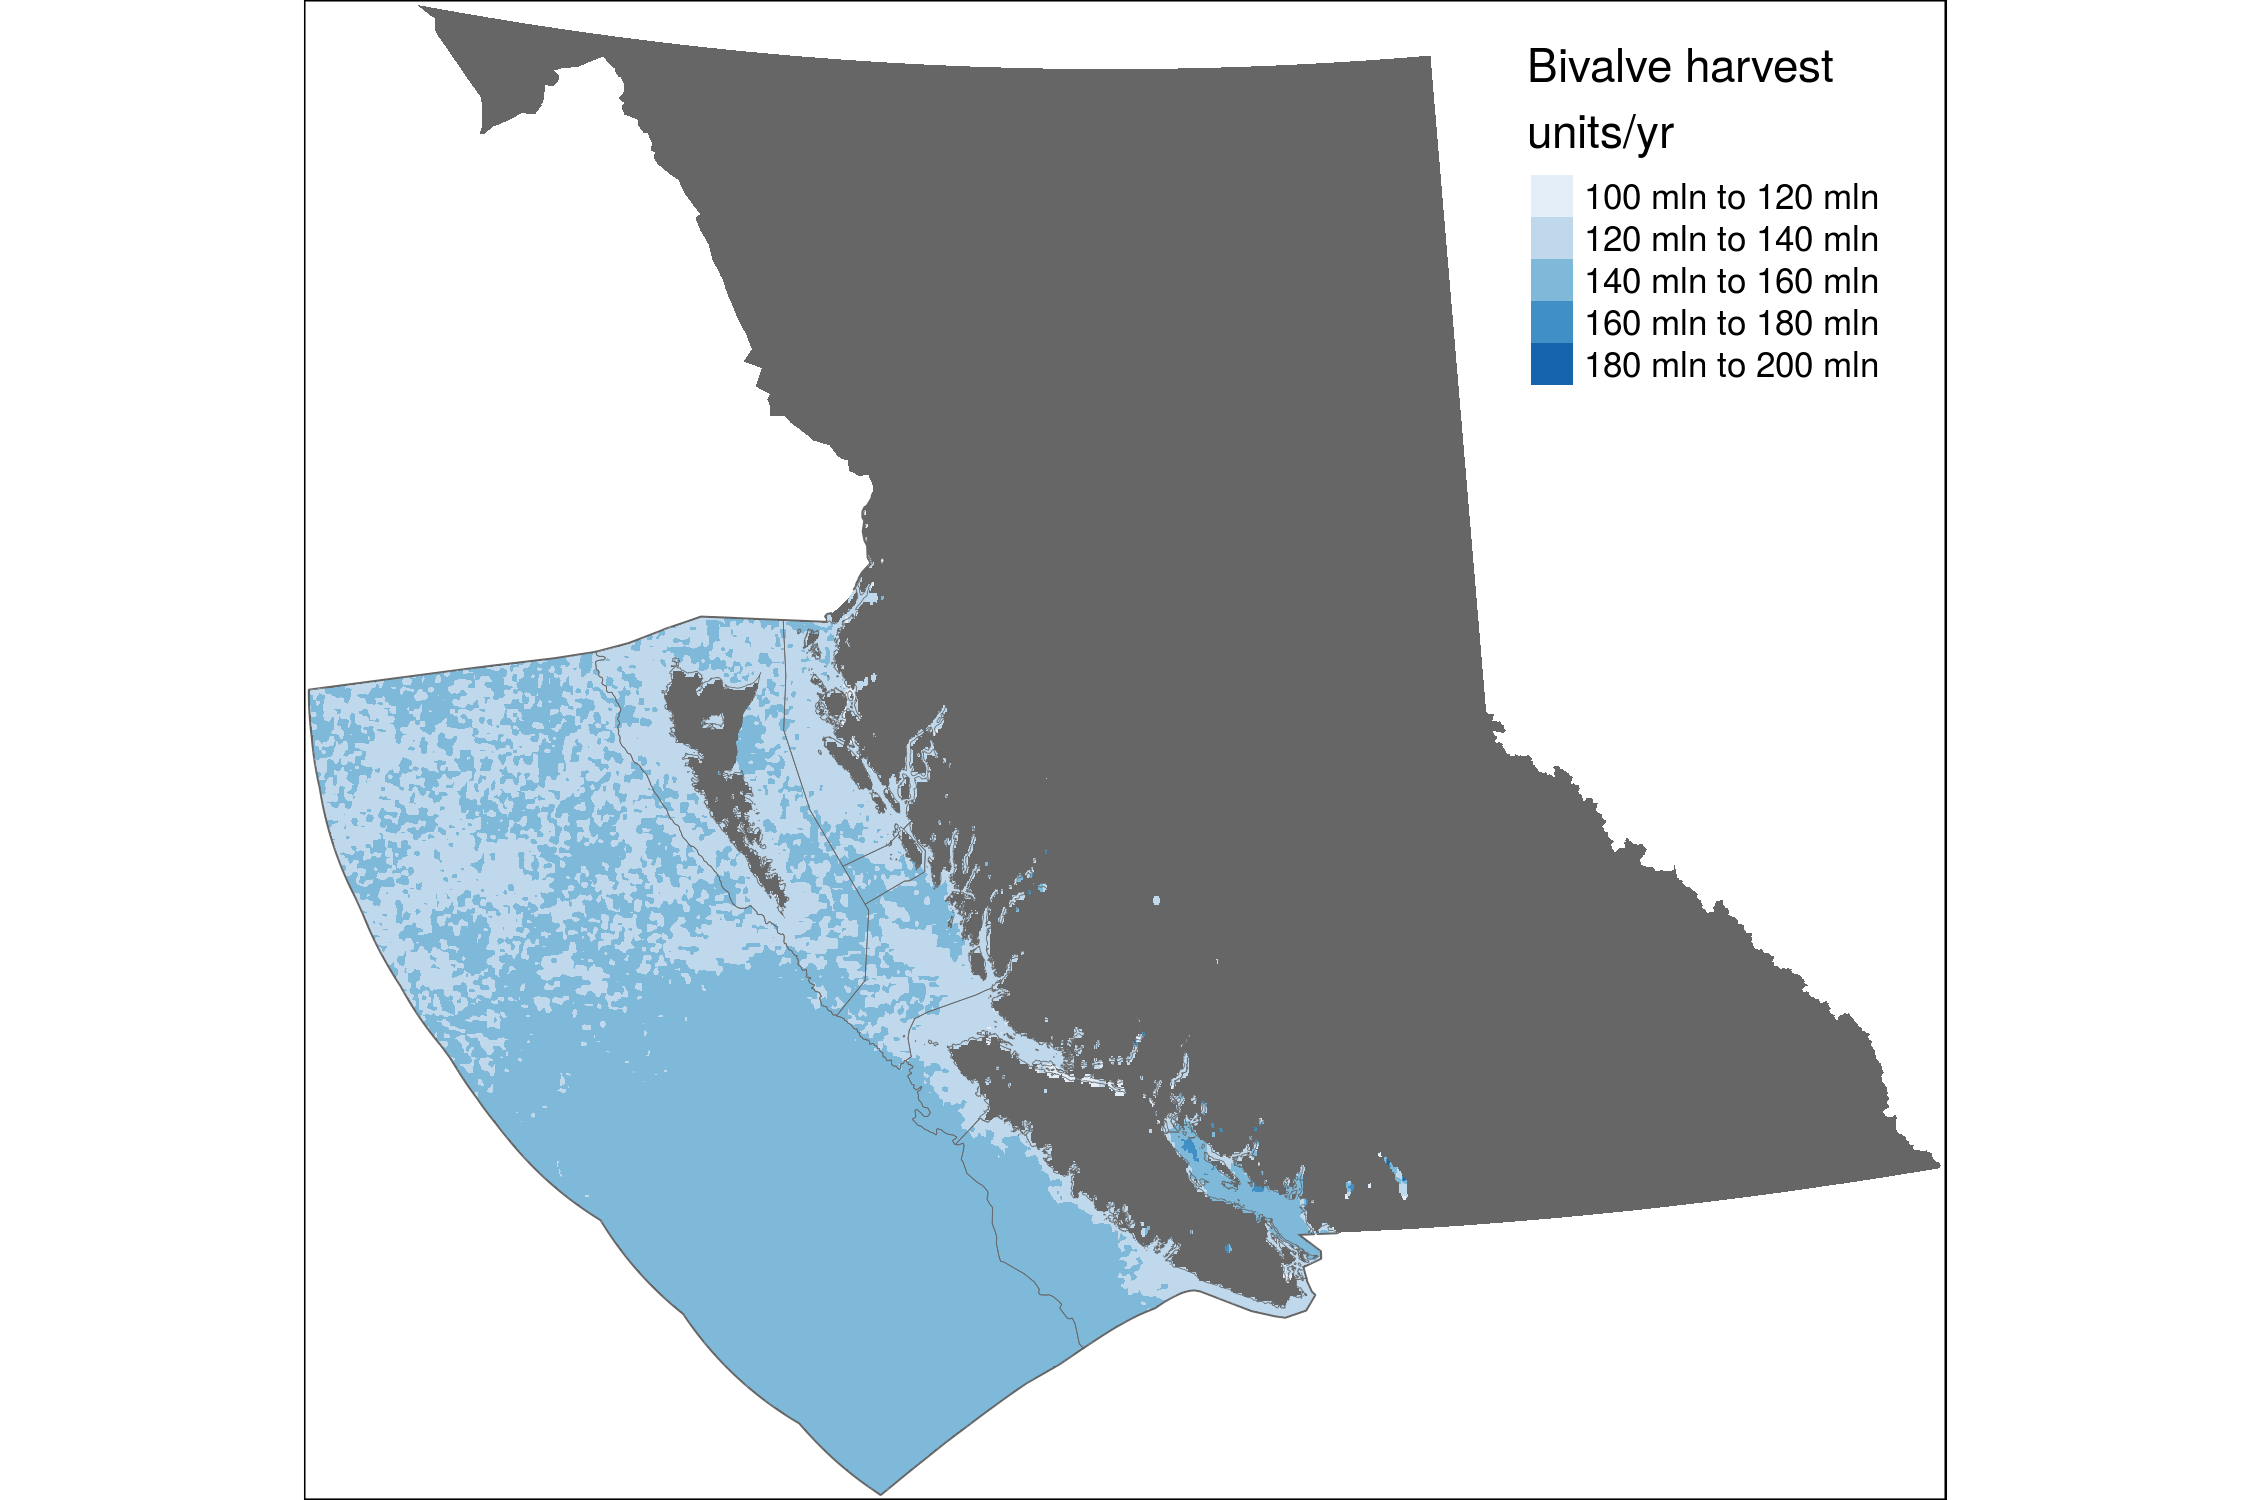 Bivalve harvest
units/yr
100 mln to 120 mln
120 mln to 140 mln
140 mln to 160 mln
160 mln to 180 mln
180 mln to 200 mln